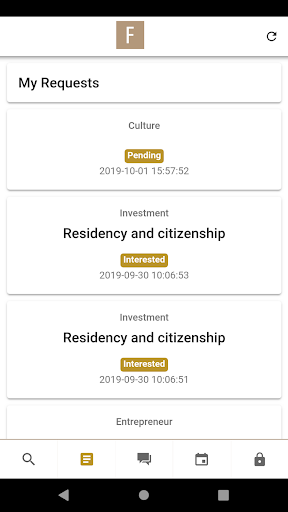 F
My Requests
Culture
Pending
2019-10-01 15:57:52
Investment
Residency and citizenship
Interested
2019-09-30 10:06:53
Investment
Residency and citizenship
Interested
2019-09-30 10:06:51
Entrepreneur